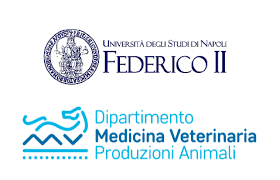 Università degli Studi di Napoli
Federico II
Dipartimento
Medicina Veterinaria
Produzioni Animali